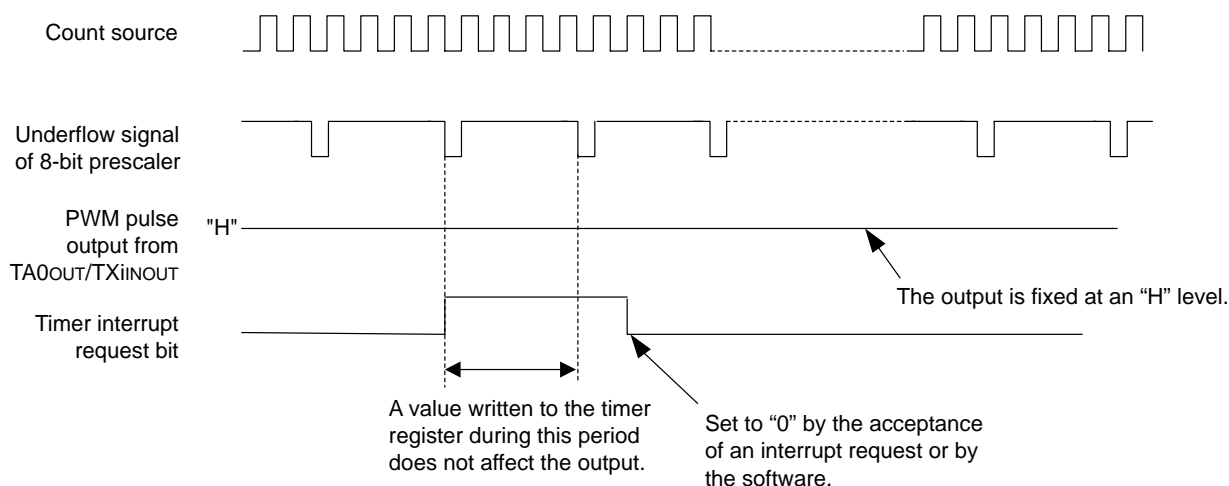 Count source
Underflow signal
of 8-bit prescaler
PWM pulse
output from
TA0OUT/TXiINOUT
"H"
The output is fixed at an “H” level.
Timer interrupt
request bit
A value written to the timer
register during this period
does not affect the output.
Set to “0” by the acceptance
of an interrupt request or by
the software.